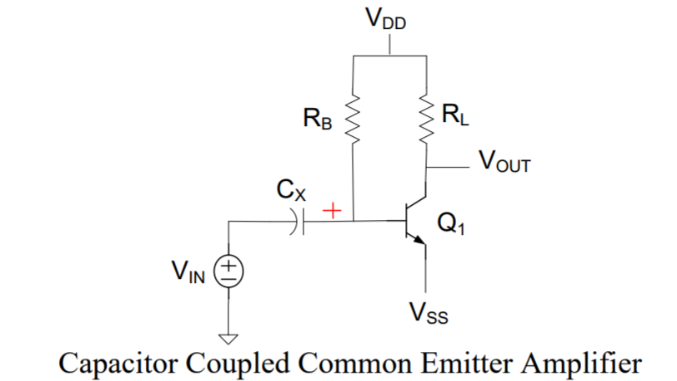 VDD
RB
RL
VOUT
CX
+
Q1
VIN
+
−
VSS
Capacitor Coupled Common Emitter Amplifier